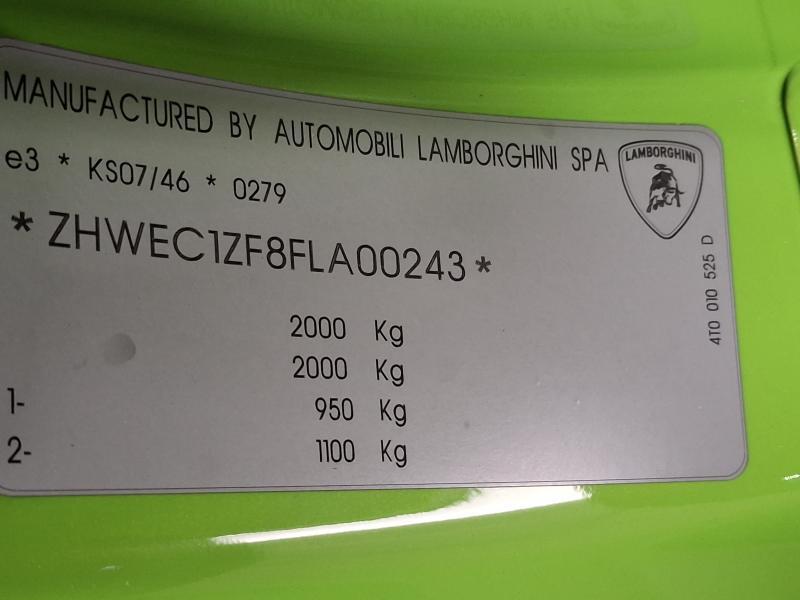 MANUFACTURED BY AUTOMOBILI LAMBORGHINI SPA
LAMBORGHINI
e3 * KS07/46 * 0279
* ZHWEC1ZF8FLA00243 *
2000 Kg
2000 Kg
1- 950 Kg
2- 1100 Kg
4T0 010 525 D